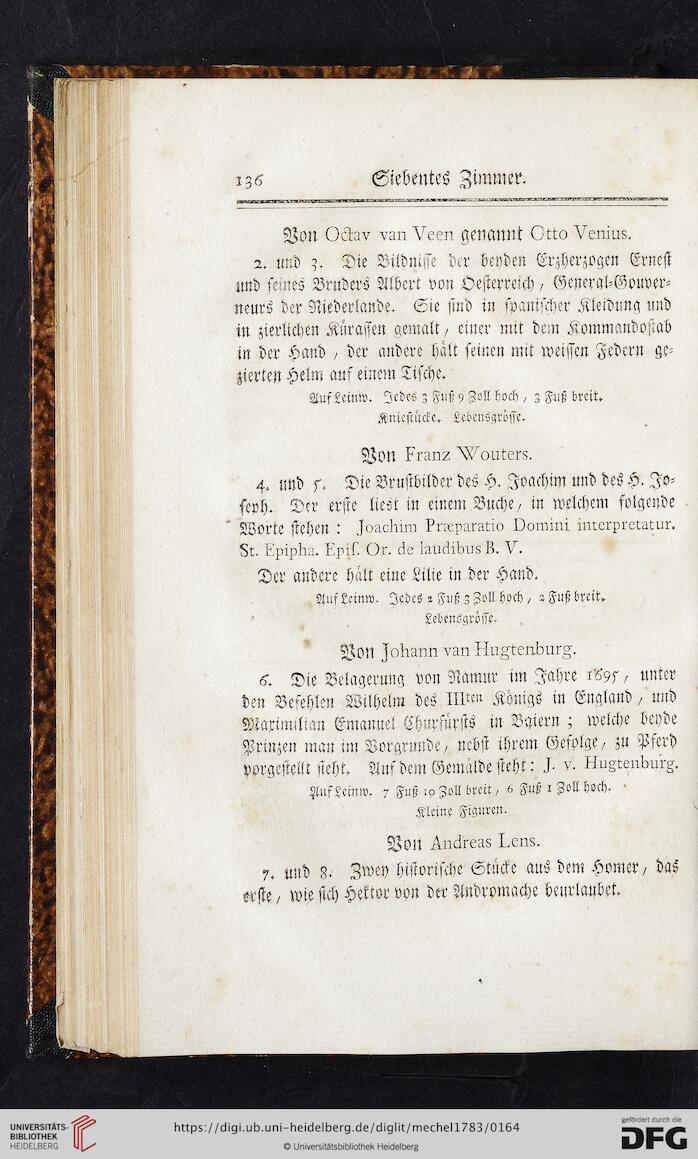 136 Siebentes Zimmer.
Von Octav van Veen genannt Otto Venius.
2. und 3. Die Bildnisse der beyden Erzherzogen Ernest
und seines Bruders Albert von Oesterreich, General-Gouver-
neurs der Niederlande. Sie sind in spanischer Kleidung und
in zierlichen Kürassen gemalt, einer mit dem Kommandostab
in der Hand, der andere hält seinen mit weissen Federn ge-
zierten Helm auf einem Tische.
Auf Leinw. Jedes 3 Fuß 9 Zoll hoch, 3 Fuß breit.
Kniestücke. Lebensgrösse.
Von Franz Wouters.
4. und 5. Die Brustbilder des H. Joachim und des H. Jo-
seph. Der erste liest in einem Buche, in welchem folgende
Worte stehen: Joachim Præparatio Domini interpretatur.
St. Epipha. Epis. Or. de laudibus B. V.
Der andere hält eine Lilie in der Hand.
Auf Leinw. Jedes 2 Fuß 3 Zoll hoch, 2 Fuß breit.
Lebensgrösse.
Von Johann van Hugtenburg.
6. Die Belagerung von Namur im Jahre 1695, unter
den Befehlen Wilhelm des IIIten Königs in England, und
Maximilian Emanuel Churfürsts in Baiern; welche beyde
Prinzen man im Vorgrunde, nebst ihrem Gefolge, zu Pferd
vorgestellt sieht. Auf dem Gemälde steht: J. v. Hugtenburg.
Auf Leinw. 7 Fuß 10 Zoll breit, 6 Fuß 1 Zoll hoch.
Kleine Figuren.
Von Andreas Lens.
7. und 8. Zwey historische Stücke aus dem Homer, das
erste, wie sich Hektor von der Andromache beurlaubet.
UNIVERSITÄTS-
BIBLIOTHEK
HEIDELBERG
https://digi.ub.uni-heidelberg.de/diglit/mechel1783/0164
© Universitätsbibliothek Heidelberg
gefördert durch die
DFG